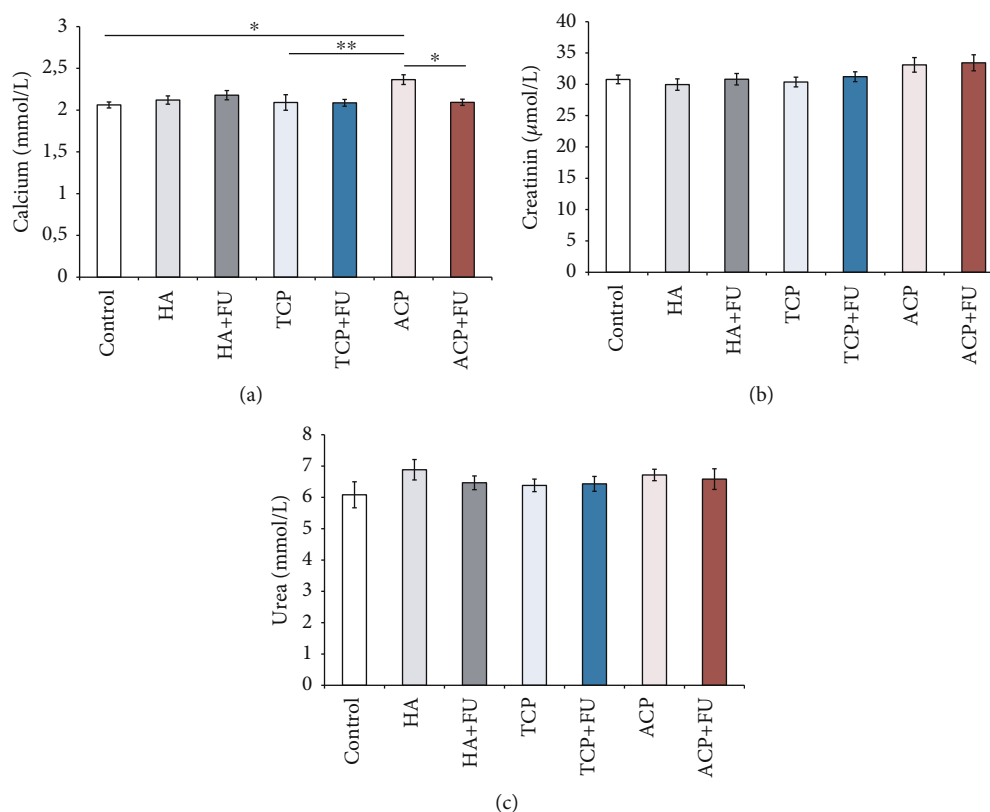 Calcium (mmol/L)
3
2,5
2
1,5
1
0,5
0
*
**
*
Control
HA
HA+FU
TCP
TCP+FU
ACP
ACP+FU
(a)
Creatinin (μmol/L)
40
35
30
25
20
15
10
5
0
Control
HA
HA+FU
TCP
TCP+FU
ACP
ACP+FU
(b)
Urea (mmol/L)
8
7
6
5
4
3
2
1
0
Control
HA
HA+FU
TCP
TCP+FU
ACP
ACP+FU
(c)